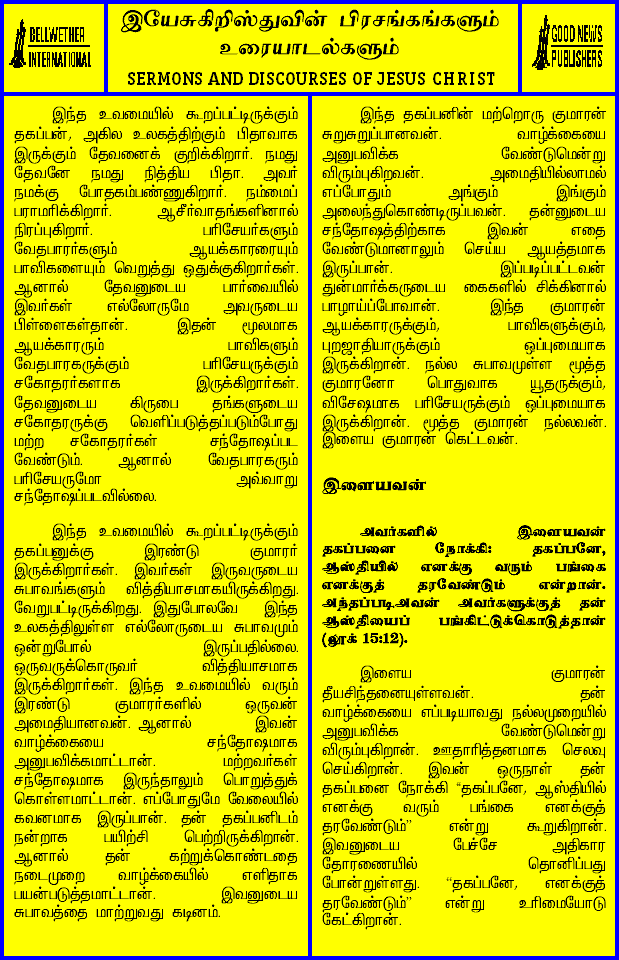 BELLWETHER
INTERNATIONAL
இயேசுகிறிஸ்துவின் பிரசங்கங்களும்
உரையாடல்களும்
SERMONS AND DISCOURSES OF JESUS CHRIST
GOOD NEWS
PUBLISHERS
இந்த உவமையில் கூறப்பட்டிருக்கும்
தகப்பன், அகில உலகத்திற்கும் பிதாவாக
இருக்கும் தேவனைக் குறிக்கிறார். நமது
தேவனே நமது நித்திய பிதா. அவர்
நமக்கு போதகம்பண்ணுகிறார். நம்மைப்
பராமரிக்கிறார். ஆசீர்வாதங்களினால்
நிரப்புகிறார். பரிசேயர்களும்
வேதபாரர்களும் ஆயக்காரரையும்
பாவிகளையும் வெறுத்து ஒதுக்குகிறார்கள்.
ஆனால் தேவனுடைய பார்வையில்
இவர்கள் எல்லோருமே அவருடைய
பிள்ளைகள்தான். இதன் மூலமாக
ஆயக்காரரும் பாவிகளும்
வேதபாரகருக்கும் பரிசேயருக்கும்
சகோதரர்களாக இருக்கிறார்கள்.
தேவனுடைய கிருபை தங்களுடைய
சகோதரருக்கு வெளிப்படுத்தப்படும்போது
மற்ற சகோதரர்கள் சந்தோஷப்பட
வேண்டும். ஆனால் வேதபாரகரும்
பரிசேயருமோ அவ்வாறு
சந்தோஷப்படவில்லை.
இந்த உவமையில் கூறப்பட்டிருக்கும்
தகப்பனுக்கு இரண்டு குமாரர்
இருக்கிறார்கள். இவர்கள் இருவருடைய
சுபாவங்களும் வித்தியாசமாகயிருக்கிறது.
வேறுபட்டிருக்கிறது. இதுபோலவே இந்த
உலகத்திலுள்ள எல்லோருடைய சுபாவமும்
ஒன்றுபோல் இருப்பதில்லை.
ஒருவருக்கொருவர் வித்தியாசமாக
இருக்கிறார்கள். இந்த உவமையில் வரும்
இரண்டு குமாரர்களில் ஒருவன்
அமைதியானவன். ஆனால் இவன்
வாழ்க்கையை சந்தோஷமாக
அனுபவிக்கமாட்டான். மற்றவர்கள்
சந்தோஷமாக இருந்தாலும் பொறுத்துக்
கொள்ளமாட்டான். எப்போதுமே வேலையில்
கவனமாக இருப்பான். தன் தகப்பனிடம்
நன்றாக பயிற்சி பெற்றிருக்கிறான்.
ஆனால் தன் கற்றுக்கொண்டதை
நடைமுறை வாழ்க்கையில் எளிதாக
பயன்படுத்தமாட்டான். இவனுடைய
சுபாவத்தை மாற்றுவது கடினம்.
இந்த தகப்பனின் மற்றொரு குமாரன்
சுறுசுறுப்பானவன். வாழ்க்கையை
அனுபவிக்க வேண்டுமென்று
விரும்புகிறவன். அமைதியில்லாமல்
எப்போதும் அங்கும் இங்கும்
அலைந்துகொண்டிருப்பவன். தன்னுடைய
சந்தோஷத்திற்காக இவன் எதை
வேண்டுமானாலும் செய்ய ஆயத்தமாக
இருப்பான். இப்படிப்பட்டவன்
துன்மார்க்கருடைய கைகளில் சிக்கினால்
பாழாய்ப்போவான். இந்த குமாரன்
ஆயக்காரருக்கும், பாவிகளுக்கும்,
புறஜாதியாருக்கும் ஒப்புமையாக
இருக்கிறான். நல்ல சுபாவமுள்ள மூத்த
குமாரனோ பொதுவாக யூதருக்கும்,
விசேஷமாக பரிசேயருக்கும் ஒப்புமையாக
இருக்கிறான். மூத்த குமாரன் நல்லவன்.
இளைய குமாரன் கெட்டவன்.
இளையவன்
அவர்களில் இளையவன்
தகப்பனை நோக்கி: தகப்பனே,
ஆஸ்தியில் எனக்கு வரும் பங்கை
எனக்குத் தரவேண்டும் என்றான்.
அந்தப்படி.அவன் அவர்களுக்குத் தன்
ஆஸ்தியைப் பங்கிட்டுக்கொடுத்தான்
(லூக் 15:12).
இளைய குமாரன்
தீயசிந்தனையுள்ளவன். தன்
வாழ்க்கையை எப்படியாவது நல்லமுறையில்
அனுபவிக்க வேண்டுமென்று
விரும்புகிறான். ஊதாரித்தனமாக செலவு
செய்கிறான். இவன் ஒருநாள் தன்
தகப்பனை நோக்கி “தகப்பனே, ஆஸ்தியில்
எனக்கு வரும் பங்கை எனக்குத்
தரவேண்டும்” என்று கூறுகிறான்.
இவனுடைய பேச்சே அதிகார
தோரணையில் தொனிப்பது
போன்றுள்ளது. “தகப்பனே, எனக்குத்
தரவேண்டும்” என்று உரிமையோடு
கேட்கிறான்.